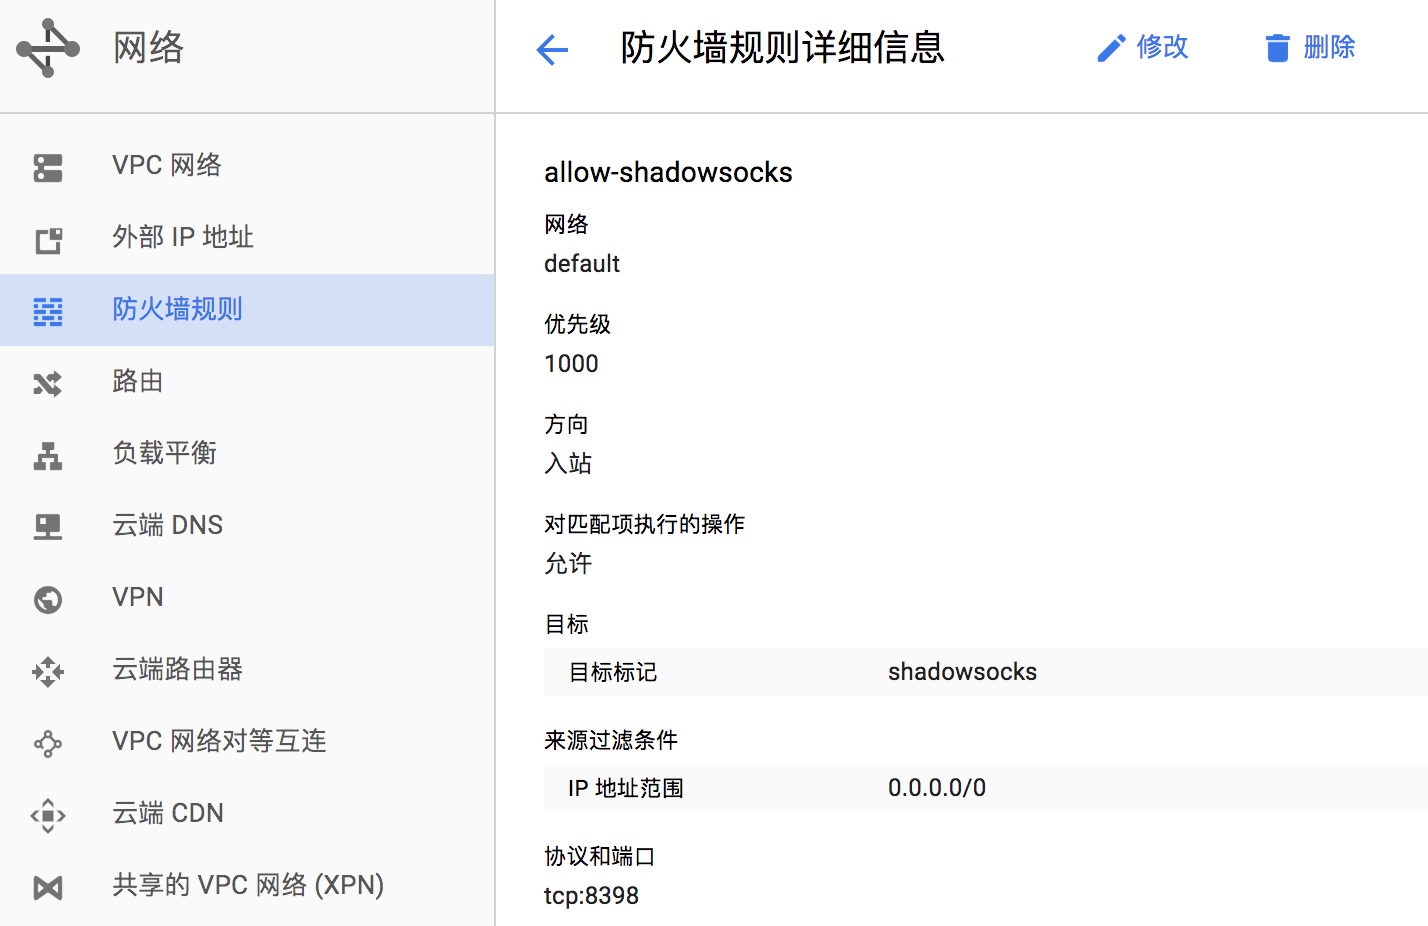 网络
VPC 网络
外部 IP 地址
防火墙规则
路由
负载平衡
云端 DNS
VPN
云端路由器
VPC 网络对等互连
云端 CDN
共享的 VPC 网络 (XPN)
防火墙规则详细信息
修改
删除
allow-shadowsocks
网络
default
优先级
1000
方向
入站
对匹配项执行的操作
允许
目标
目标标记 shadowsocks
来源过滤条件
IP 地址范围 0.0.0.0/0
协议和端口
tcp:8398